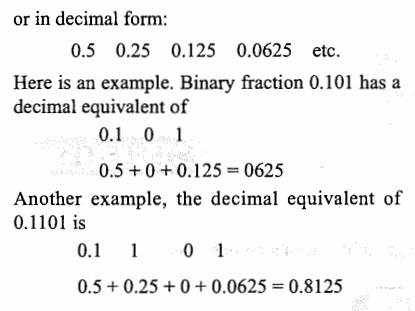 or in decimal form:
0.5 0.25 0.125 0.0625 etc.
Here is an example. Binary fraction 0.101 has a
decimal equivalent of
0.1 0 1
0.5 + 0 + 0.125 = 0625
Another example, the decimal equivalent of
0.1101 is
0.1 1 0 1
0.5 + 0.25 + 0 + 0.0625 = 0.8125